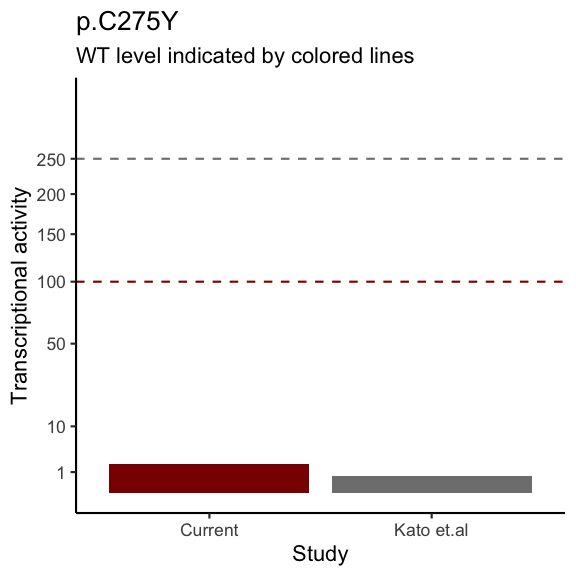 p.C275Y
WT level indicated by colored lines
Transcriptional activity
250
200
150
100
50
10
1
Current
Kato et.al
Study